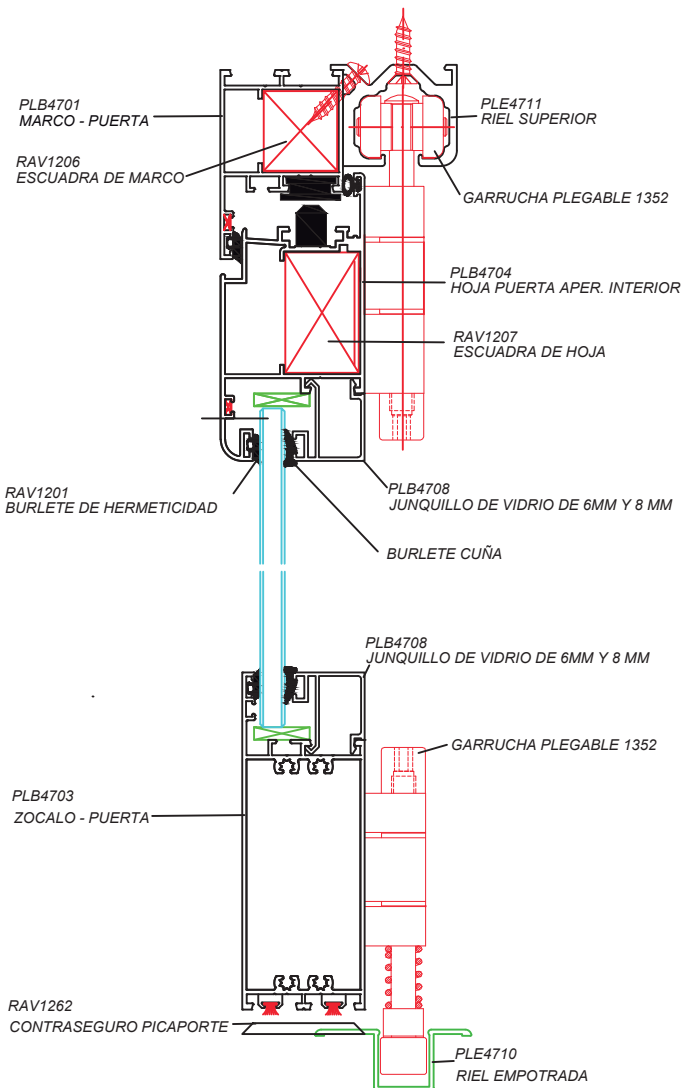 PLB4701
MARCO - PUERTA
PLE4711
RIEL SUPERIOR
RAV1206
ESCUADRA DE MARCO
GARRUCHA PLEGABLE 1352
PLB4704
HOJA PUERTA APER. INTERIOR
RAV1207
ESCUADRA DE HOJA
RAV1201
BURLETE DE HERMETICIDAD
PLB4708
JUNQUILLO DE VIDRIO DE 6MM Y 8 MM
BURLETE CUÑA
PLB4708
JUNQUILLO DE VIDRIO DE 6MM Y 8 MM
GARRUCHA PLEGABLE 1352
PLB4703
ZOCALO - PUERTA
RAV1262
CONTRASEGURO PICAPORTE
PLE4710
RIEL EMPOTRADA